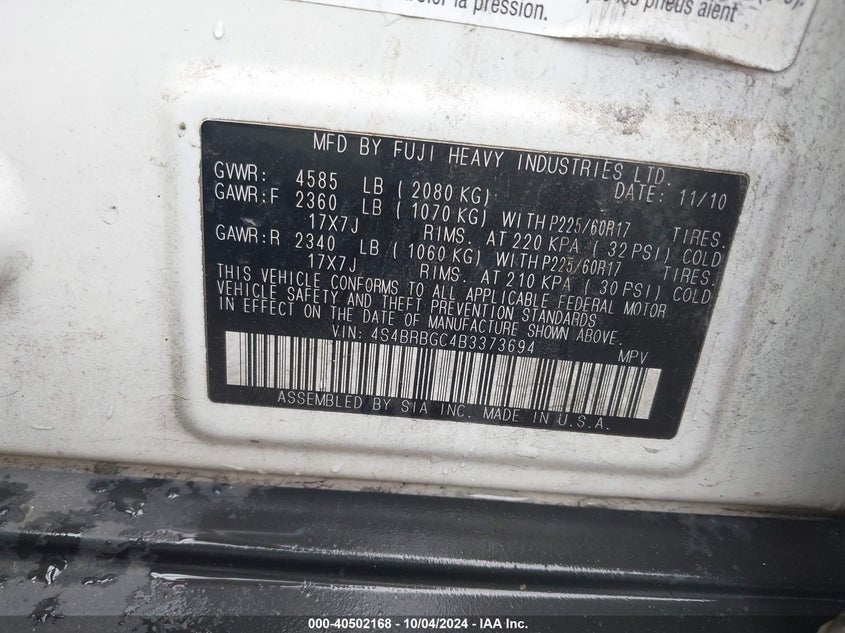 ler la pression.
les pneus aient
MFD BY FUJI HEAVY INDUSTRIES LTD.
GVWR: 4585 LB ( 2080 KG) DATE: 11/10
GAWR:F 2360 LB ( 1070 KG) WITH P225/60R17 TIRES.
17X7J RIMS. AT 220 KPA ( 32 PSI) COLD
GAWR:R 2340 LB ( 1060 KG) WITH P225/60R17 TIRES.
17X7J RIMS. AT 210 KPA ( 30 PSI) COLD
THIS VEHICLE CONFORMS TO ALL APPLICABLE FEDERAL MOTOR
VEHICLE SAFETY AND THEFT PREVENTION STANDARDS
IN EFFECT ON THE DATE OF MANUFACTURE SHOWN ABOVE.
VIN: 4S4BRBGC4B3373694 MPV
ASSEMBLED BY SIA INC. MADE IN U.S.A.
000-40502168 - 10/04/2024 - IAA Inc.